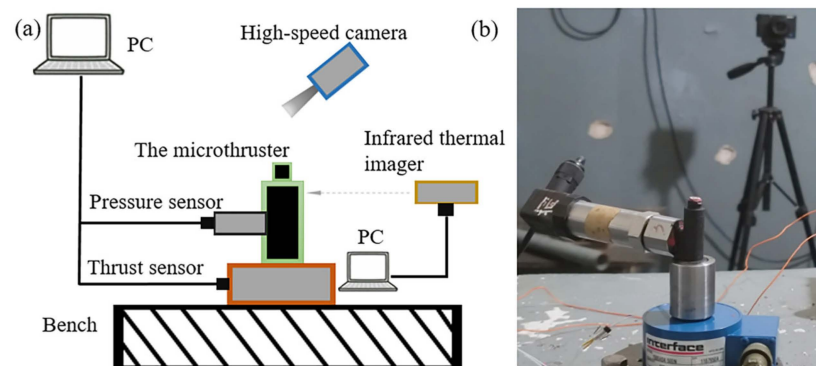 (a)
PC
High-speed camera
(b)
The microthruster
Infrared thermal
imager
Pressure sensor
PC
Thrust sensor
Bench
interface